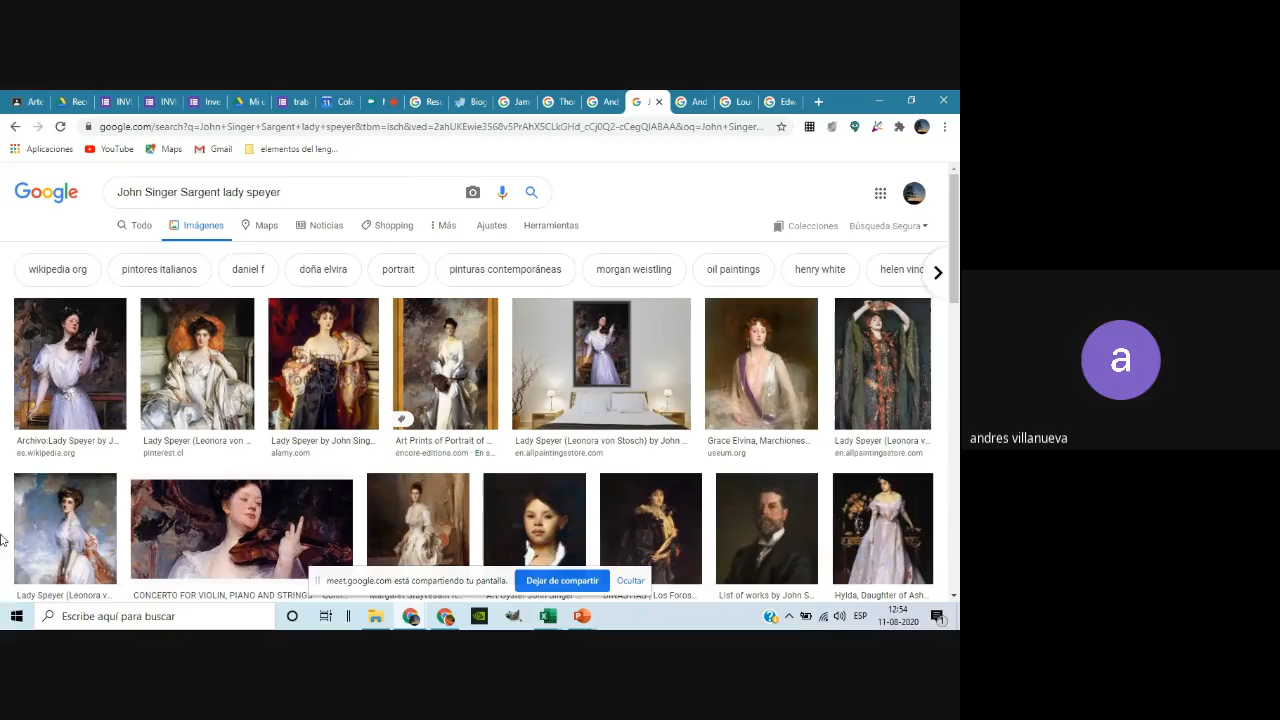 Arte
Rec
INVI
INVI
Inve
Mi u
trab
Cole
Resu
Biog
Jam
Tho
And
J
And
Loui
Edw
google.com/search?q=John+Singer+Sargent+lady+speyer&tbm=isch&ved=2ahUKEwie3568v5PrAhX5CLkGHd_cCj0Q2-cCegQIABAA&oq=John+Singer...
Aplicaciones
YouTube
Maps
Gmail
elementos del leng...
Google
John Singer Sargent lady speyer
Todo
Imágenes
Maps
Noticias
Shopping
Más
Ajustes
Herramientas
Colecciones
Búsqueda Segura
wikipedia org
pintores italianos
daniel f
doña elvira
portrait
pinturas contemporáneas
morgan weistling
oil paintings
henry white
helen vinc
Archivo:Lady Speyer by J...
es.wikipedia.org
Lady Speyer (Leonora von ...
pinterest.cl
Lady Speyer by John Sing...
alamy.com
Art Prints of Portrait of ...
encore-editions.com · En s...
Lady Speyer (Leonora von Stosch) by John ...
en.allpaintingsstore.com
Grace Elvina, Marchiones...
useum.org
Lady Speyer (Leonora v...
en.allpaintingsstore.com
a
andres villanueva
meet.google.com está compartiendo tu pantalla.
Dejar de compartir
Ocultar
Lady Speyer (Leonora v...
CONCERTO FOR VIOLIN, PIANO AND STRINGS
Los Foros...
List of works by John S...
Hylda, Daughter of Ash...
Escribe aquí para buscar
ESP
12:54
11-08-2020